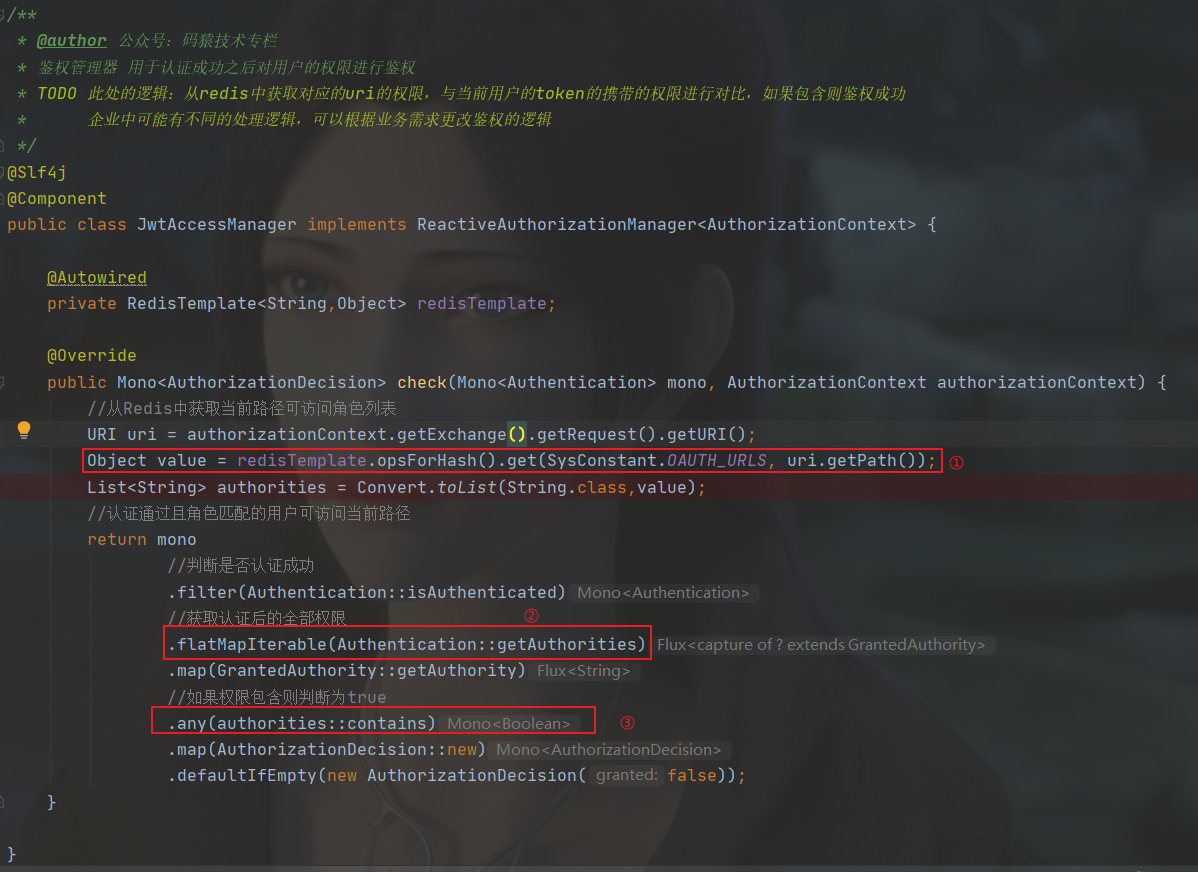 /**
 * @author 公众号：码猿技术专栏
 * 鉴权管理器 用于认证成功之后对用户的权限进行鉴权
 * TODO 此处的逻辑：从redis中获取对应的uri的权限，与当前用户的token的携带的权限进行对比，如果包含则鉴权成功
 *      企业中可能有不同的处理逻辑，可以根据业务需求更改鉴权的逻辑
 */
@Slf4j
@Component
public class JwtAccessManager implements ReactiveAuthorizationManager<AuthorizationContext> {
@Autowired
private RedisTemplate<String,Object> redisTemplate;
@Override
public Mono<AuthorizationDecision> check(Mono<Authentication> mono, AuthorizationContext authorizationContext) {
//从Redis中获取当前路径可访问角色列表
URI uri = authorizationContext.getExchange().getRequest().getURI();
Object value = redisTemplate.opsForHash().get(SysConstant.OAUTH_URLS, uri.getPath()); ①
List<String> authorities = Convert.toList(String.class,value);
//认证通过且角色匹配的用户可访问当前路径
return mono
//判断是否认证成功
.filter(Authentication::isAuthenticated) Mono<Authentication>
//获取认证后的全部权限 ②
.flatMapIterable(Authentication::getAuthorities) Flux<capture of ? extends GrantedAuthority>
.map(GrantedAuthority::getAuthority) Flux<String>
//如果权限包含则判断为true
.any(authorities::contains) Mono<Boolean> ③
.map(AuthorizationDecision::new) Mono<AuthorizationDecision>
.defaultIfEmpty(new AuthorizationDecision( granted: false));
}
}